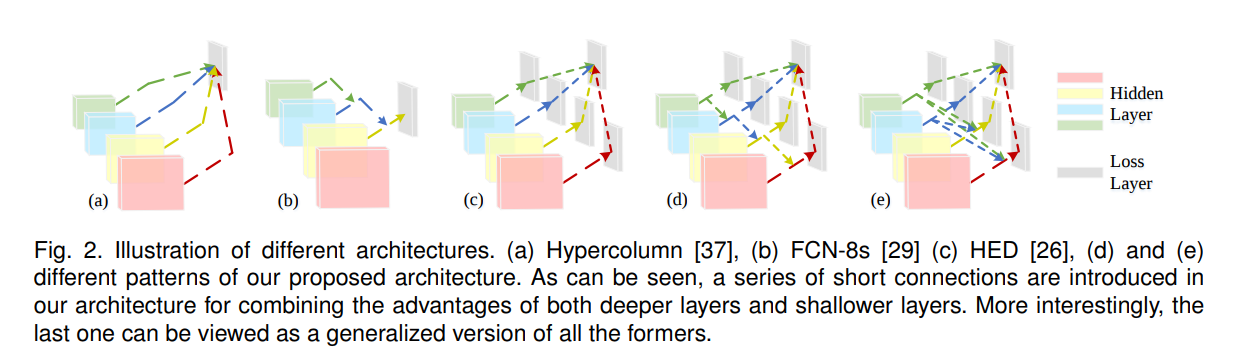 (a)
(b)
(c)
(d)
(e)
Hidden
Layer
Loss
Layer
Fig. 2. Illustration of different architectures. (a) Hypercolumn [37], (b) FCN-8s [29] (c) HED [26], (d) and (e)
different patterns of our proposed architecture. As can be seen, a series of short connections are introduced in
our architecture for combining the advantages of both deeper layers and shallower layers. More interestingly, the
last one can be viewed as a generalized version of all the formers.